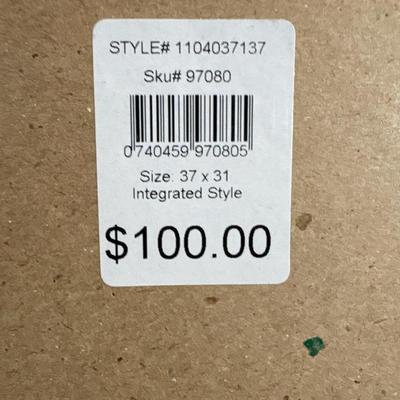 STYLE# 1104037137
Sku# 97080
0 740459 970805
Size: 37 x 31
Integrated Style
$100.00